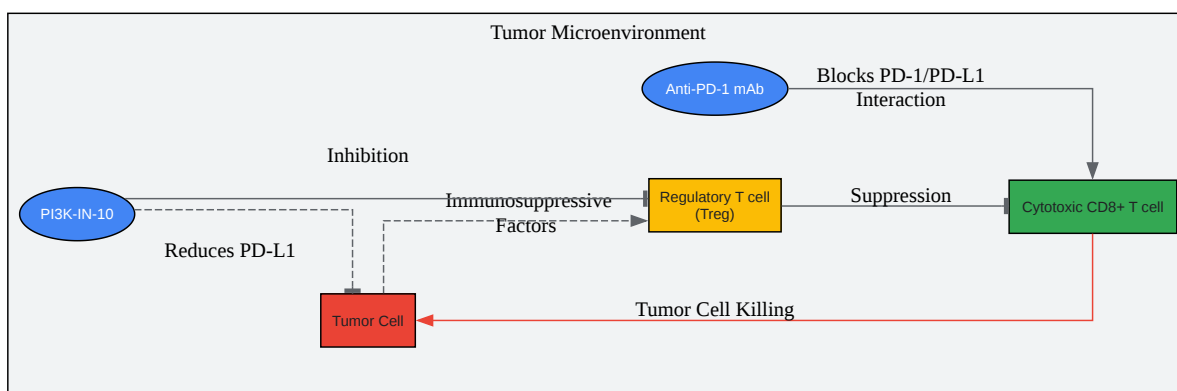 Tumor Microenvironment
Blocks PD-1/PD-L1
Interaction
Anti-PD-1 mAb
Inhibition
PI3K-IN-10
Immunosuppressive
Factors
Regulatory T cell
(Treg)
Suppression
Cytotoxic CD8+ T cell
Reduces PD-L1
Tumor Cell
Tumor Cell Killing